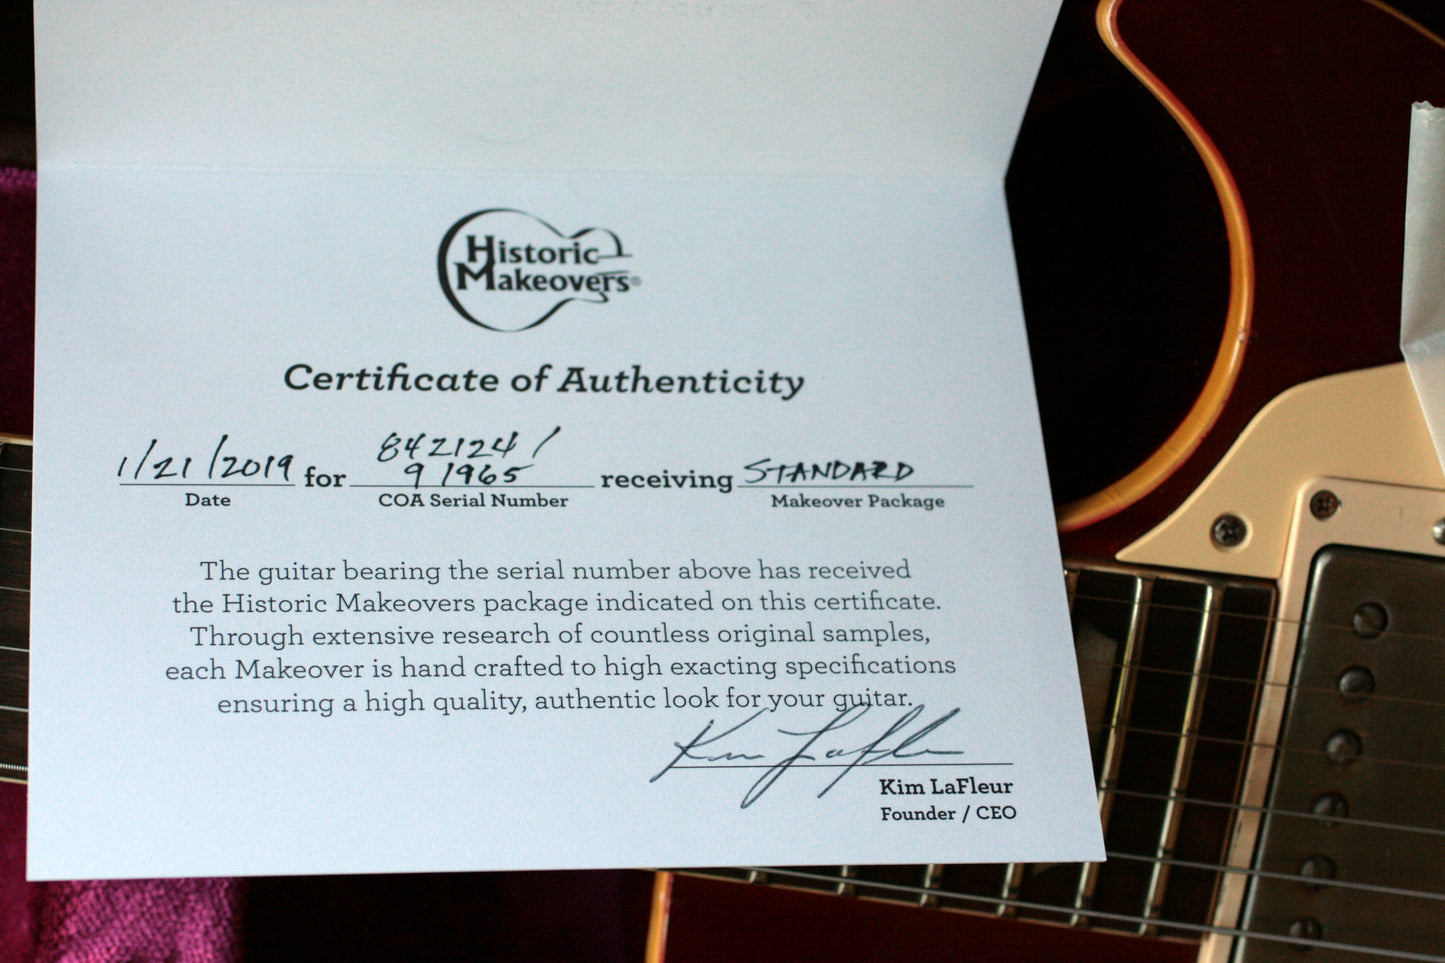 Historic
Makeovers®
Certificate of Authenticity
842124 /
1/21/2019 for 9 1965 receiving STANDARD
Date COA Serial Number Makeover Package
The guitar bearing the serial number above has received
the Historic Makeovers package indicated on this certificate.
Through extensive research of countless original samples,
each Makeover is hand crafted to high exacting specifications
ensuring a high quality, authentic look for your guitar.
Kim LaFleur
Kim LaFleur
Founder / CEO